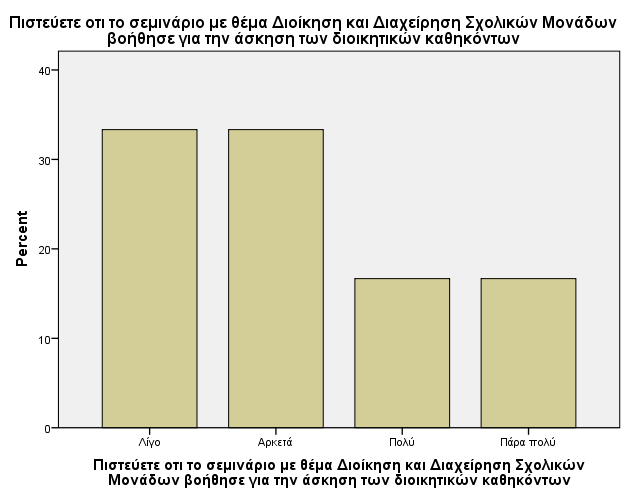 Πιστεύετε οτι το σεμινάριο με θέμα Διοίκηση και Διαχείρηση Σχολικών Μονάδων
βοήθησε για την άσκηση των διοικητικών καθηκόντων
40
30
20
10
0
Percent
Λίγο
Αρκετά
Πολύ
Πάρα πολύ
Πιστεύετε οτι το σεμινάριο με θέμα Διοίκηση και Διαχείρηση Σχολικών
Μονάδων βοήθησε για την άσκηση των διοικητικών καθηκόντων